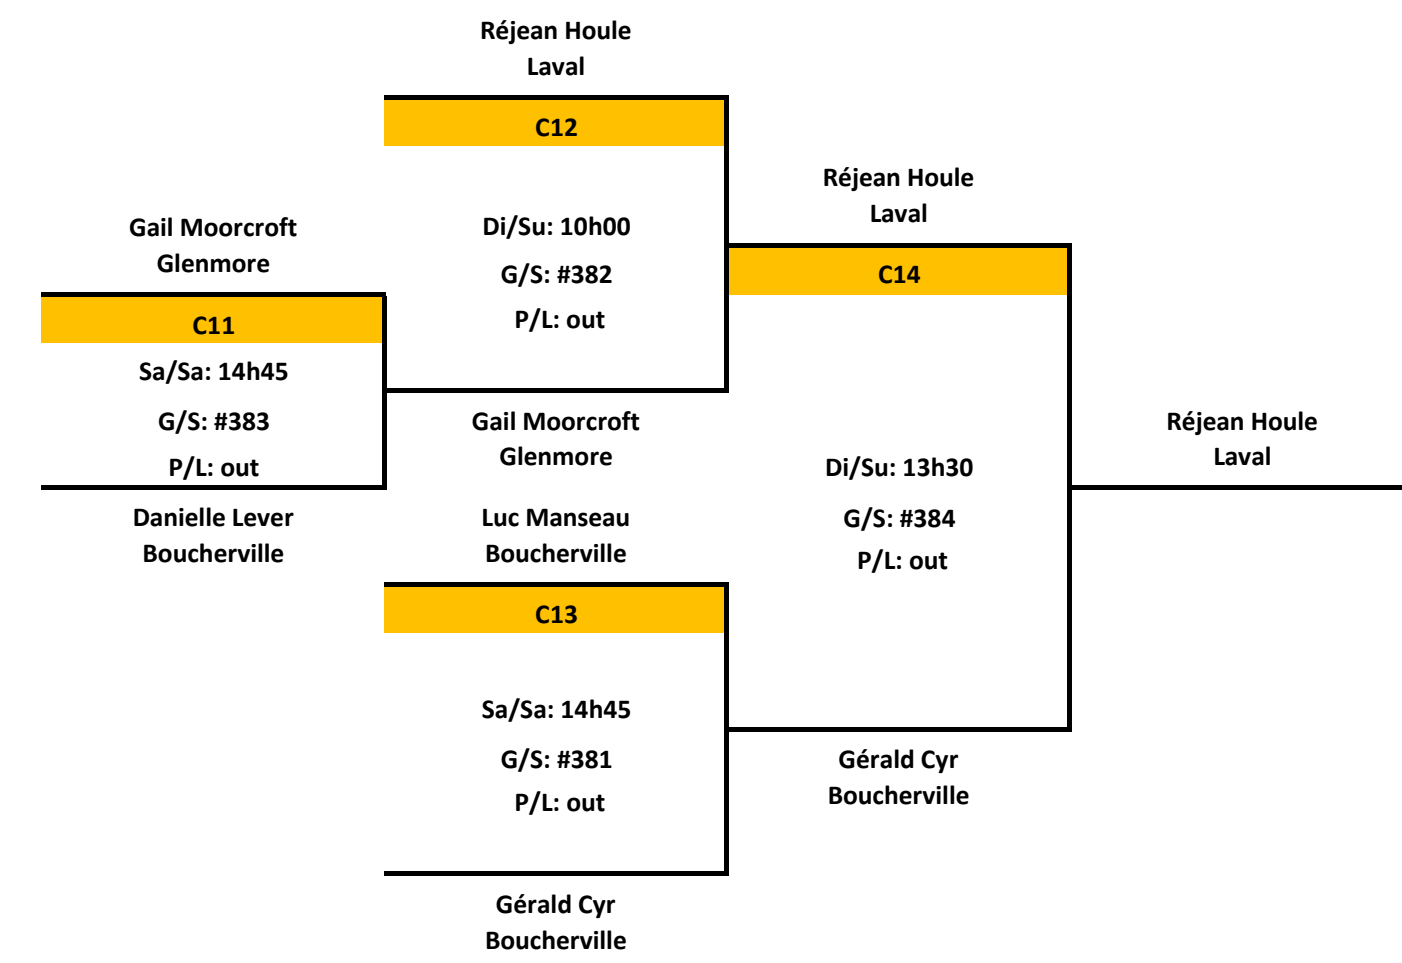 Réjean Houle
Laval
C12
Di/Su: 10h00
G/S: #382
P/L: out
Gail Moorcroft
Glenmore
C11
Sa/Sa: 14h45
G/S: #383
P/L: out
Danielle Lever
Boucherville
Gail Moorcroft
Glenmore
Luc Manseau
Boucherville
C13
Sa/Sa: 14h45
G/S: #381
P/L: out
Gérald Cyr
Boucherville
Réjean Houle
Laval
C14
Di/Su: 13h30
G/S: #384
P/L: out
Gérald Cyr
Boucherville
Réjean Houle
Laval